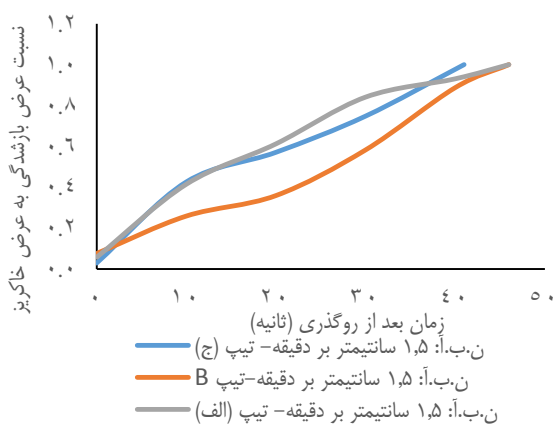 نسبت عرض بازشدگی به عرض خاکریز
۱.۲
۱.۰
۰.۸
۰.۶
۰.۴
۰.۲
۰.۰
۰ ۱۰ ۲۰ ۳۰ ۴۰ ۵۰
زمان بعد از روگذری (ثانیه)
ن.ب.آ: ۱,۵ سانتیمتر بر دقیقه- تیپ (ج)
ن.ب.آ: ۱,۵ سانتیمتر بر دقیقه-تیپ B
ن.ب.آ: ۱,۵ سانتیمتر بر دقیقه- تیپ (الف)